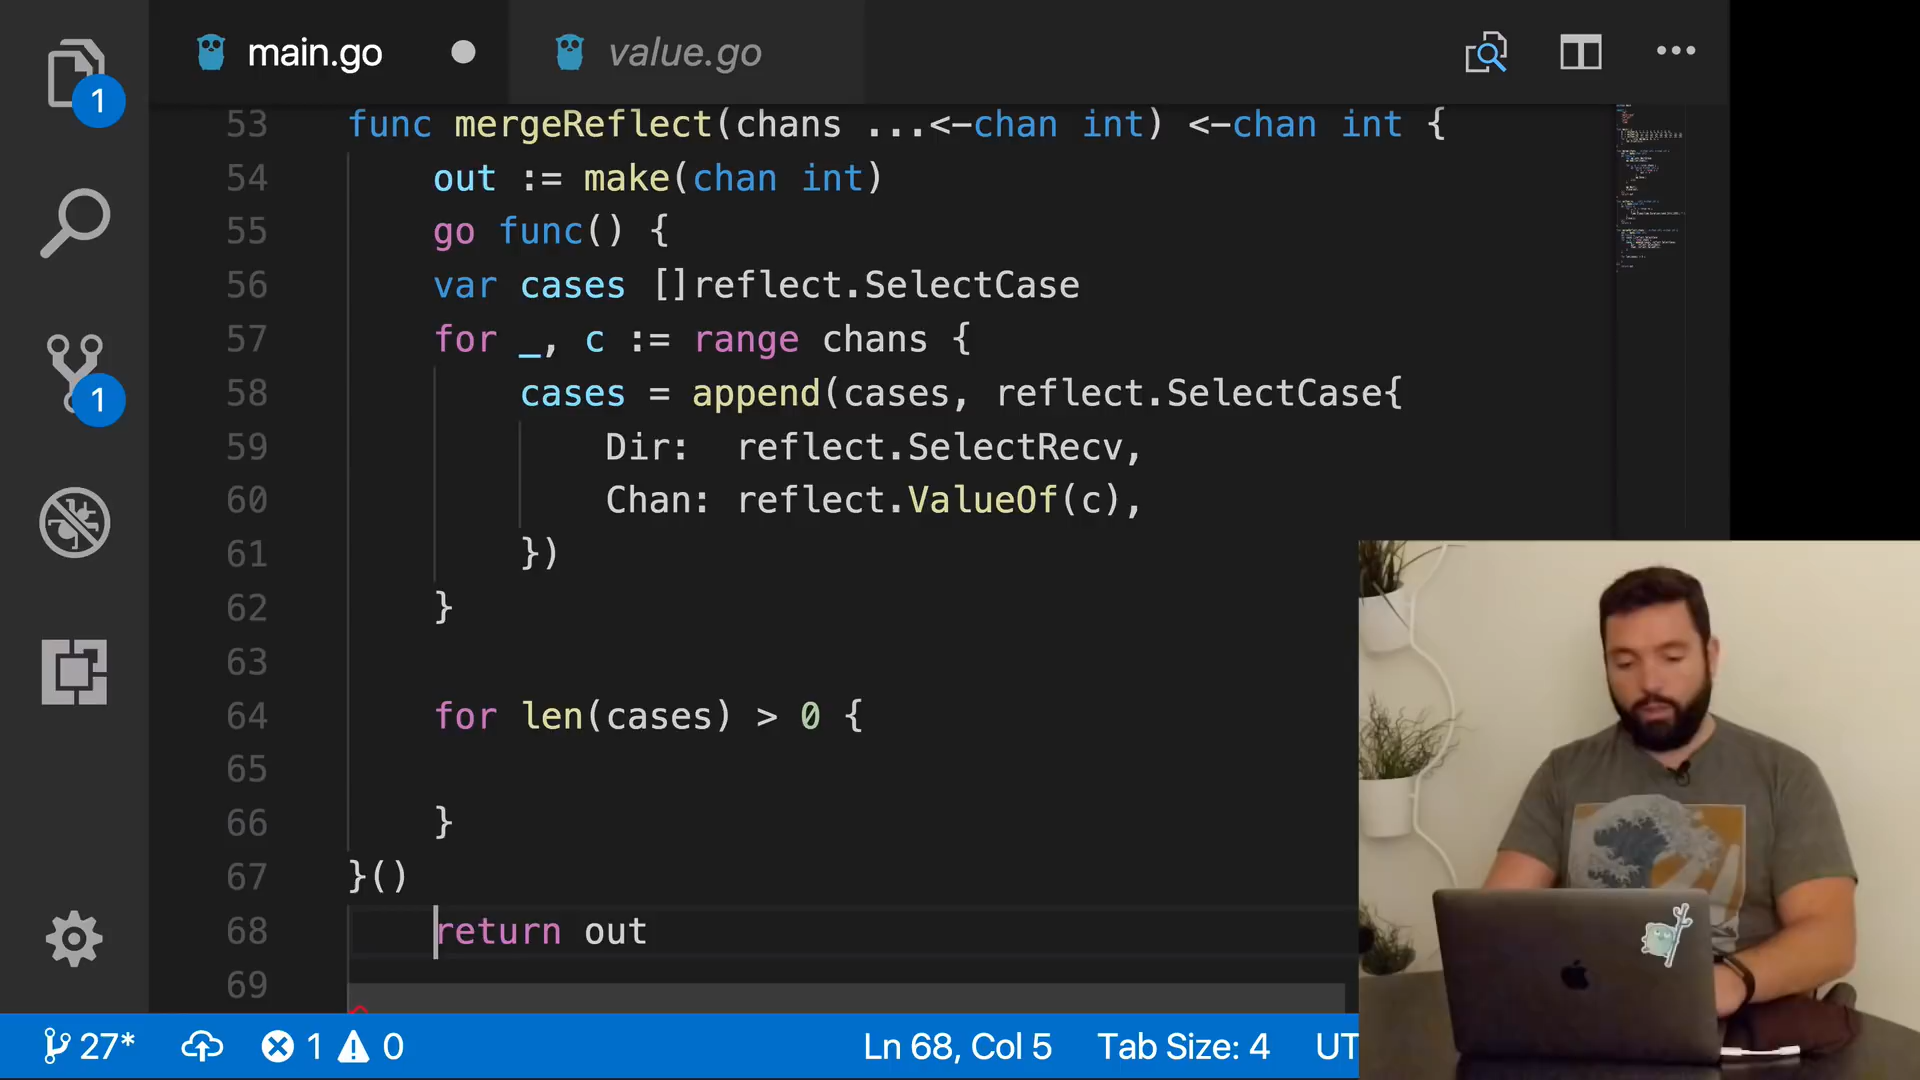 main.go
value.go
1
1
53 func mergeReflect(chans ...<-chan int) <-chan int {
54 out := make(chan int)
55 go func() {
56 var cases []reflect.SelectCase
57 for _, c := range chans {
58 cases = append(cases, reflect.SelectCase{
59 Dir: reflect.SelectRecv,
60 Chan: reflect.ValueOf(c),
61 })
62 }
63
64 for len(cases) > 0 {
65
66 }
67 }()
68 return out
69
27* 1 0 Ln 68, Col 5 Tab Size: 4 UT